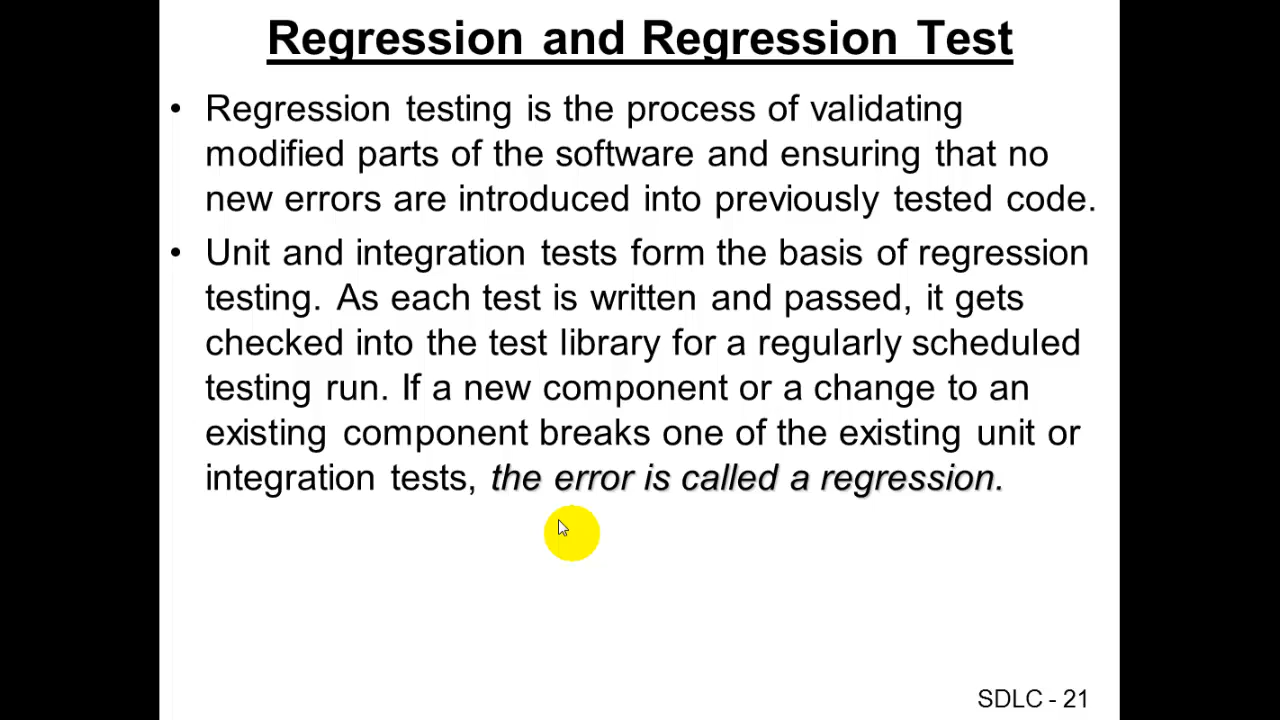 Regression and Regression Test
• Regression testing is the process of validating
modified parts of the software and ensuring that no
new errors are introduced into previously tested code.
• Unit and integration tests form the basis of regression
testing. As each test is written and passed, it gets
checked into the test library for a regularly scheduled
testing run. If a new component or a change to an
existing component breaks one of the existing unit or
integration tests, the error is called a regression.
SDLC - 21